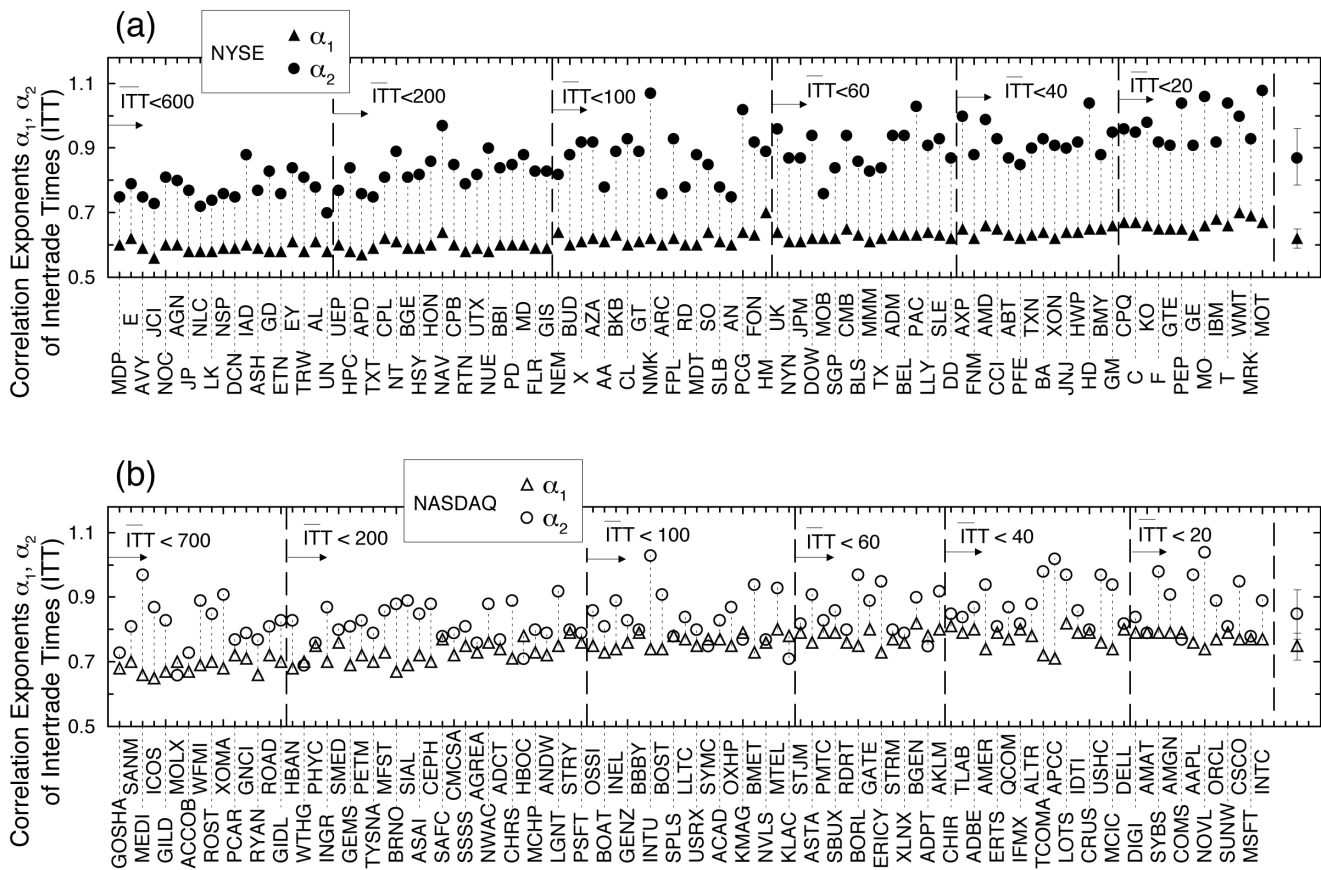 (a)
NYSE
α1
α2
Correlation Exponents α1, α2
of Intertrade Times (ITT)
1.1
0.9
0.7
0.5
ITT<600
ITT<200
ITT<100
ITT<60
ITT<40
ITT<20
E JCI AGN NLC NSP IAD GD EY AL UEP APD CPL BGE HON CPB UTX BBI MD GIS BUD AZA BKB GT ARC RD SO AN FON UK JPM MOB CMB MMM ADM PAC SLE AXP AMD ABT TXN XON HWP BMY CPQ KO GTE GE IBM WMT MOT
MDP AVY NOC JP LK DCN ASH ETN TRW UN HPC TXT NT HSY NAV RTN NUE PD FLR NEM X AA CL NMK FPL MDT SLB PCG HM NYN DOW SGP BLS TX BEL LLY DD FNM CCI PFE BA JNJ HD GM C F PEP MO T MRK
(b)
NASDAQ
α1
α2
Correlation Exponents α1, α2
of Intertrade Times (ITT)
1.1
0.9
0.7
0.5
ITT < 700
ITT < 200
ITT < 100
ITT < 60
ITT < 40
ITT < 20
SANM ICOS MOLX WFMI XOMA GNCI ROAD HBAN PHYC SMED PETM MFST SIAL CEPH CMCSA AGREA ADCT HBOC ANDW STRY OSSI INEL BBBY BOST LLTC SYMC OXHP BMET MTEL STJM PMTC RDRT GATE STRM BGEN AKLM TLAB AMER QCOM ALTR APCC IDTI USHC DELL AMAT AMGN AAPL ORCL CSCO INTC
GOSHA MEDI GILD ACCOB ROST PCAR RYAN GIDL WTHG INGR GEMS TYSNA BRNO ASAI SAFC SSSS NWAC CHRS MCHP LGNT PSFT BOAT GENZ INTU SPLS USRX ACAD KMAG NVLS KLAC ASTA SBUX BORL ERICY XLNX ADPT CHIR ADBE ERTS IFMX TCOMA LOTS CRUS MCIC DIGI SYBS COMS NOVL SUNW MSFT